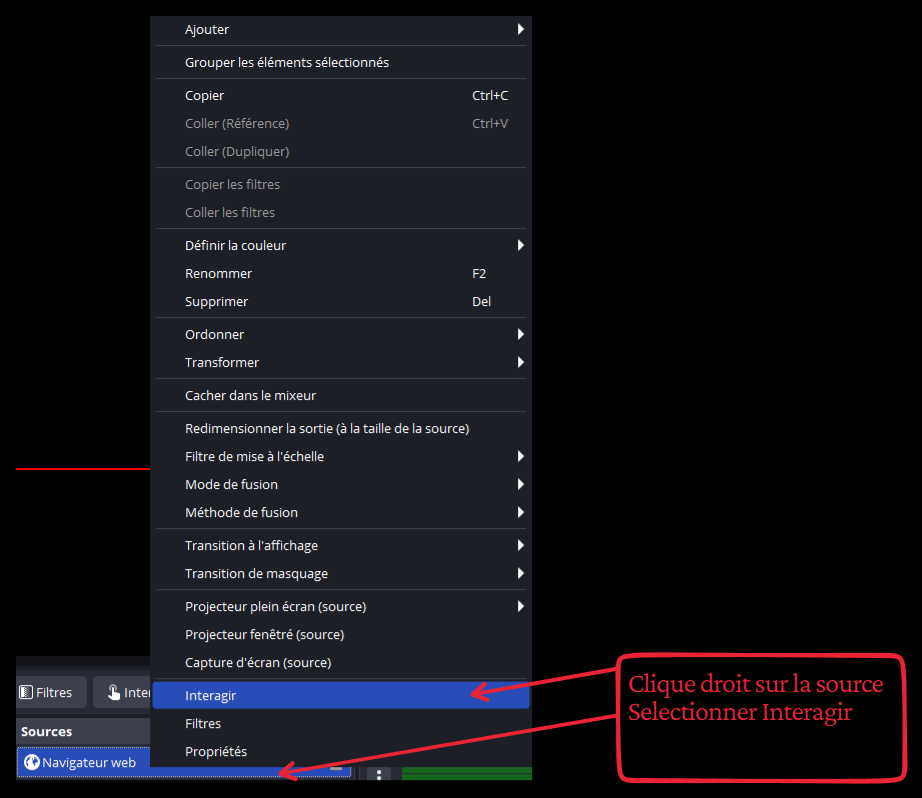 Ajouter
Grouper les éléments sélectionnés
Copier Ctrl+C
Coller (Référence) Ctrl+V
Coller (Dupliquer)
Copier les filtres
Coller les filtres
Définir la couleur
Renommer F2
Supprimer Del
Ordonner
Transformer
Cacher dans le mixeur
Redimensionner la sortie (à la taille de la source)
Filtre de mise à l'échelle
Mode de fusion
Méthode de fusion
Transition à l'affichage
Transition de masquage
Projecteur plein écran (source)
Projecteur fenêtré (source)
Capture d'écran (source)
Interagir
Filtres
Propriétés
Filtres Inter
Sources
Navigateur web
Clique droit sur la source
Selectionner Interagir